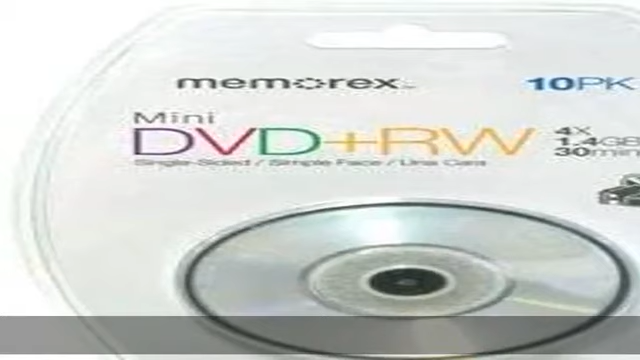 memorex
10PK
Mini
DVD+RW
4X
1.4GB
30min
Single-Sided / Simple Face / Una Cara